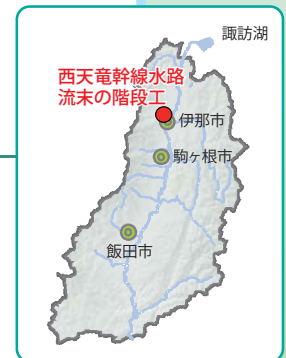 諏訪湖
西天竜幹線水路
流末の階段工
伊那市
駒ヶ根市
飯田市